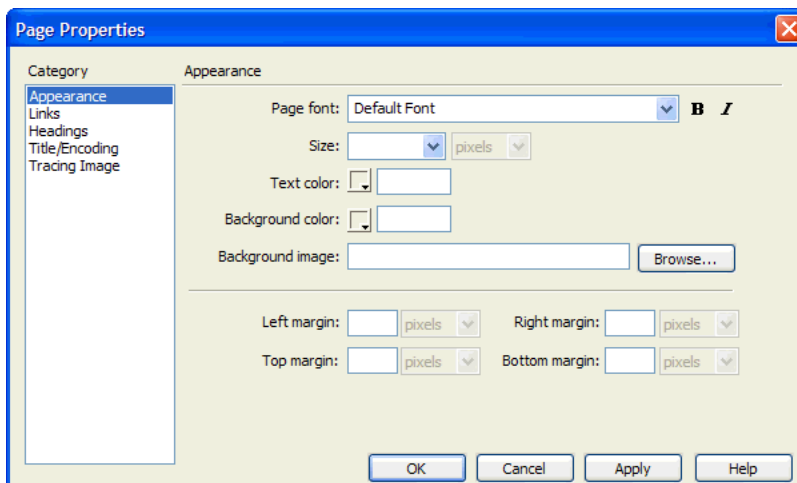 Page Properties
Category
Appearance
Links
Headings
Title/Encoding
Tracing Image
Appearance
Page font: Default Font B I
Size: pixels
Text color:
Background color:
Background image: Browse...
Left margin: pixels Right margin: pixels
Top margin: pixels Bottom margin: pixels
OK Cancel Apply Help